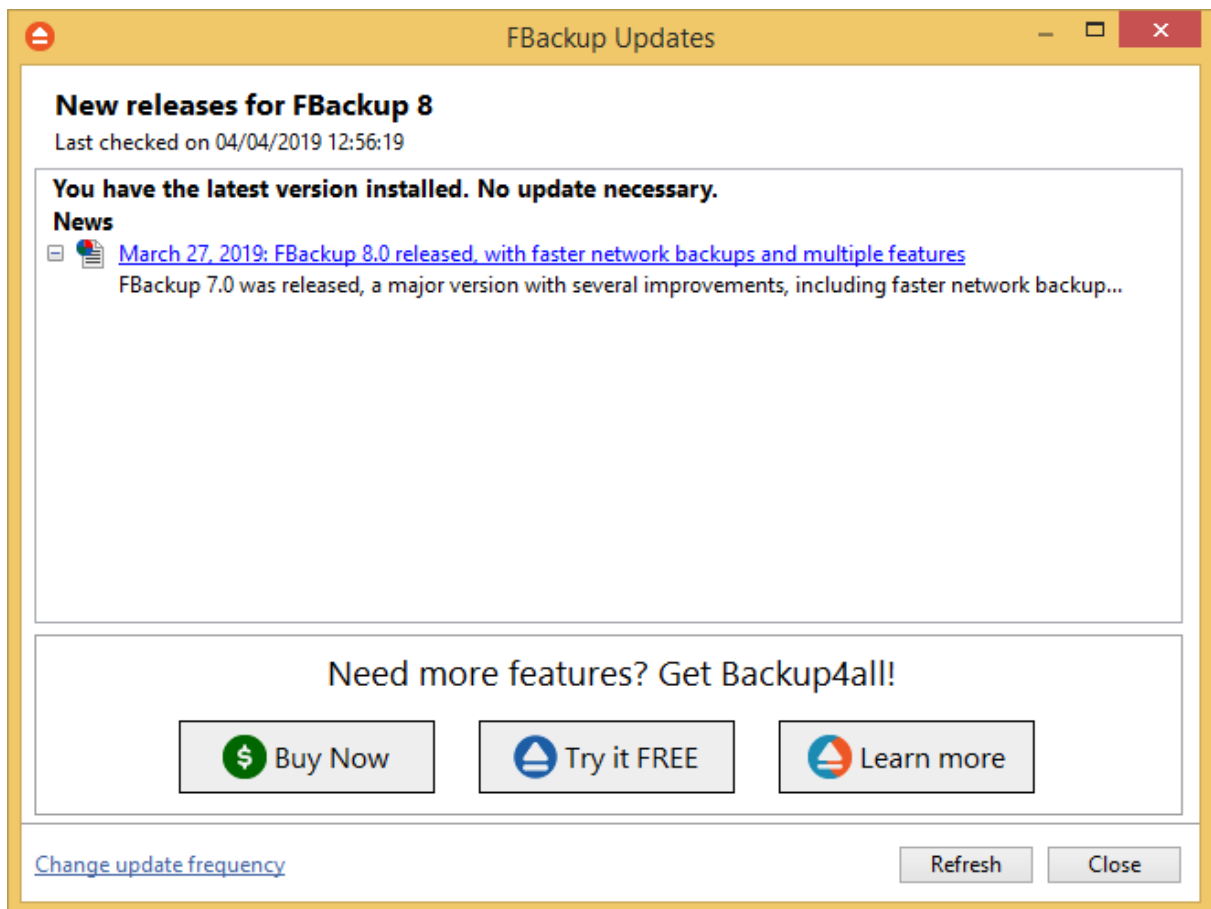 FBackup Updates
New releases for FBackup 8
Last checked on 04/04/2019 12:56:19
You have the latest version installed. No update necessary.
News
March 27, 2019: FBackup 8.0 released, with faster network backups and multiple features
FBackup 7.0 was released, a major version with several improvements, including faster network backup...
Need more features? Get Backup4all!
$ Buy Now Try it FREE Learn more
Change update frequency Refresh Close